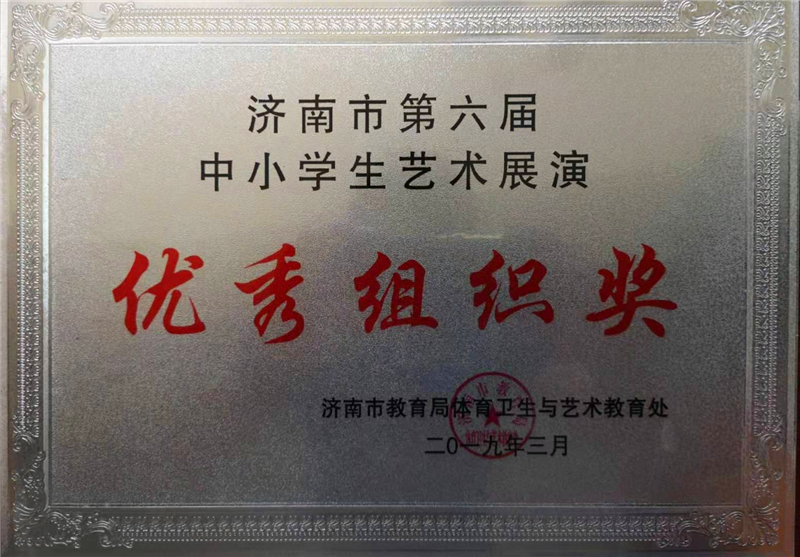 济南市第六届
中小学生艺术展演
优秀组织奖
济南市教育局体育卫生与艺术教育处
二〇一九年三月